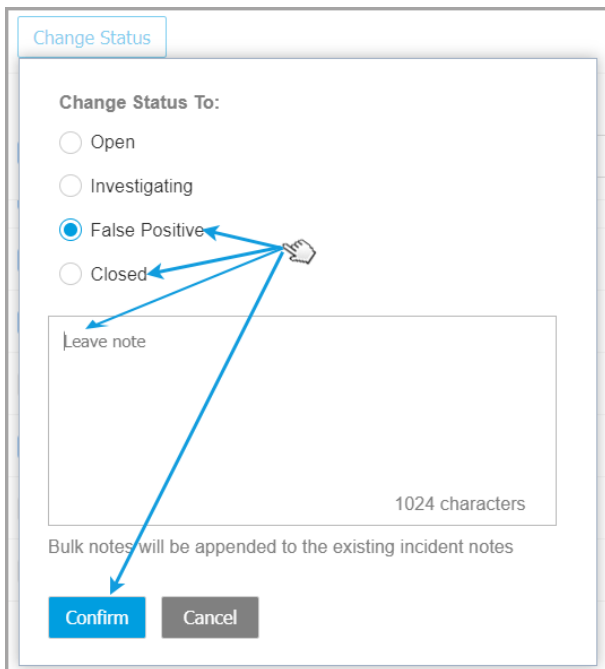 Change Status
Change Status To:
Open
Investigating
False Positive
Closed
Leave note
1024 characters
Bulk notes will be appended to the existing incident notes
Confirm Cancel